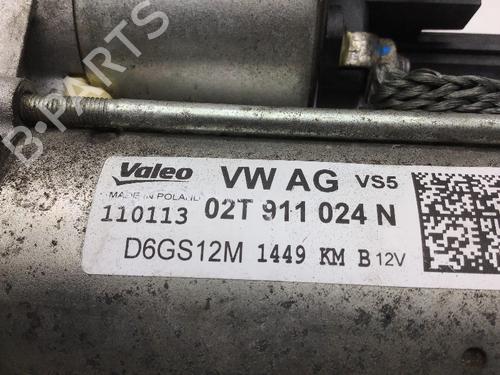 B-PARTS
Valeo VW AG VS5
MADE IN POLAND
110113 02T 911 024 N
D6GS12M 1449 KM B 12V